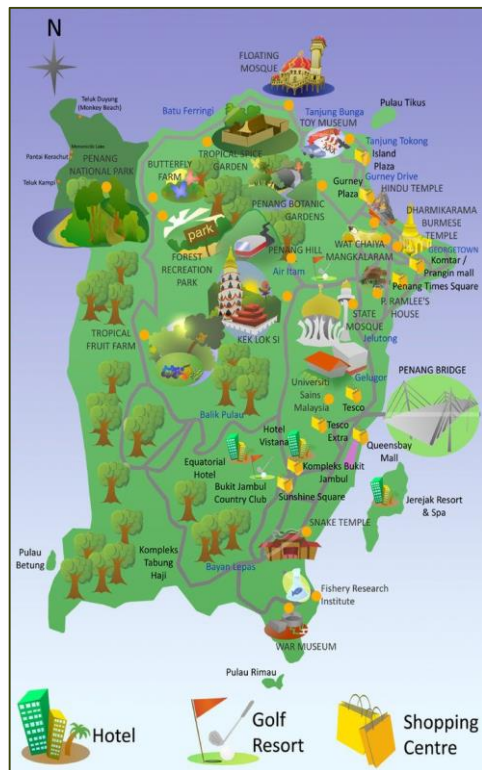 N
FLOATING
MOSQUE
Teluk Duyung
(Monkey Beach)
Batu Ferringi
Tanjung Bunga
TOY MUSEUM
Pulau Tikus
Pantai Kerachut
PENANG
NATIONAL PARK
Teluk Kampi
BUTTERFLY
FARM
TROPICAL SPICE
GARDEN
Tanjung Tokong
Island
Plaza
Gurney Drive
Gurney
Plaza
HINDU TEMPLE
PENANG BOTANIC
GARDENS
DHARMIKARAMA
BURMESE
TEMPLE
park
FOREST
RECREATION
PARK
PENANG HILL
WAT CHAIYA
MANGKALARAM
GEORGETOWN
Komtar /
Prangin mall
Air Itam
Penang Times Square
P. RAMLEE'S
HOUSE
STATE
MOSQUE
TROPICAL
FRUIT FARM
KEK LOK SI
Jelutong
Gelugor
PENANG BRIDGE
Universiti
Sains
Malaysia
Tesco
Balik Pulau
Tesco
Extra
Hotel
Vistana
Queensbay
Mall
Equatorial
Hotel
Kompleks Bukit
Jambul
Bukit Jambul
Country Club
Sunshine Square
Jerejak Resort
& Spa
SNAKE TEMPLE
Pulau
Betung
Kompleks
Tabung
Haji
Bayan Lepas
Fishery Research
Institute
WAR MUSEUM
Pulau Rimau
Hotel
Golf
Resort
Shopping
Centre